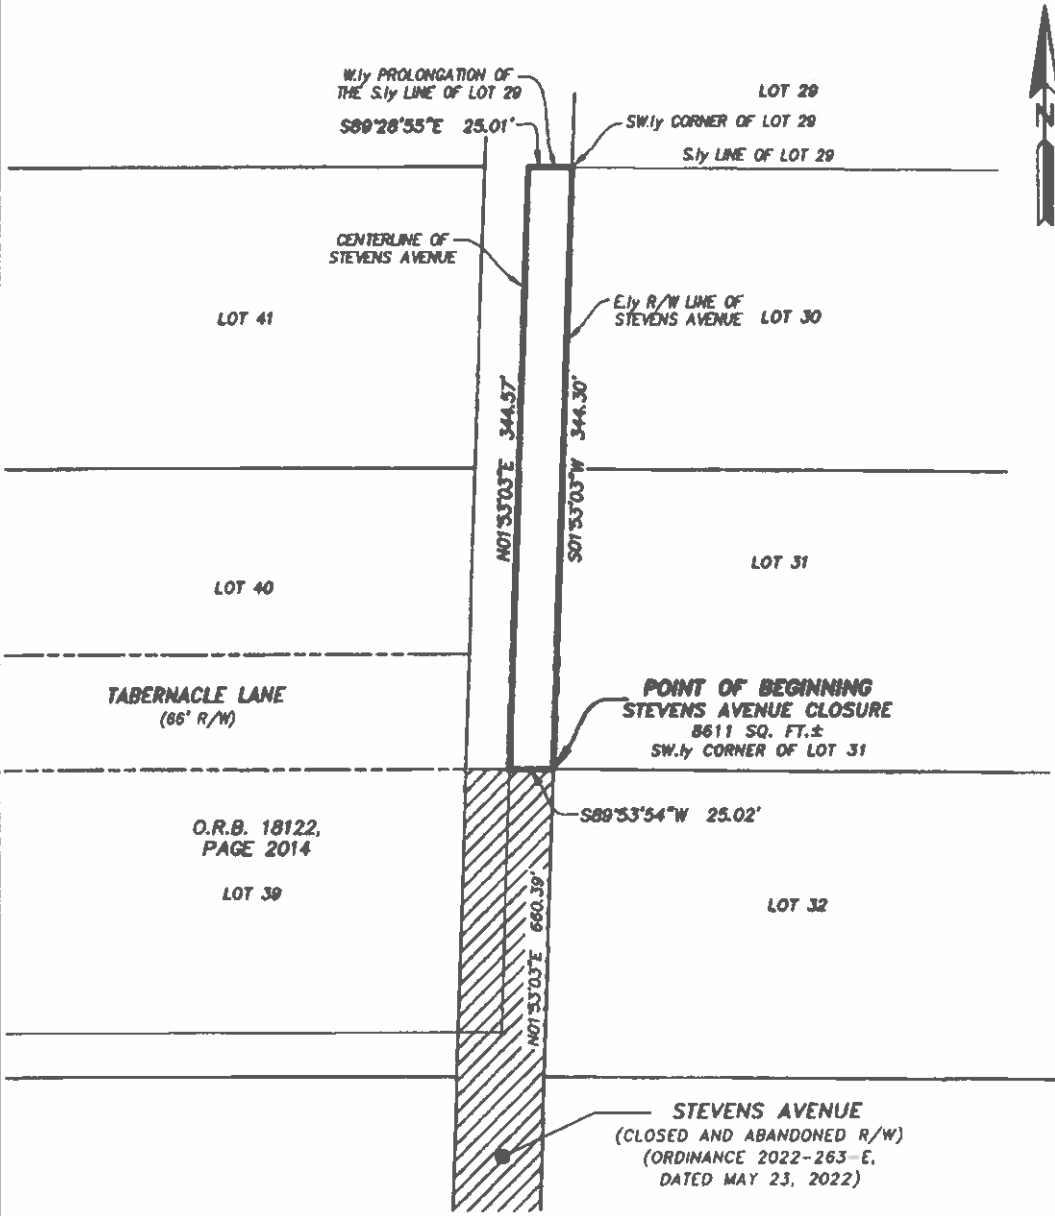 W.ly PROLONGATION OF
THE S.ly LINE OF LOT 29
S89°28'55"E 25.01'
LOT 29
SW.ly CORNER OF LOT 29
S.ly LINE OF LOT 29
N
CENTERLINE OF
STEVENS AVENUE
E.ly R/W LINE OF
STEVENS AVENUE
LOT 30
LOT 41
N01°53'03"E 344.57'
S01°53'03"W 344.30'
LOT 31
LOT 40
TABERNACLE LANE
(66' R/W)
POINT OF BEGINNING
STEVENS AVENUE CLOSURE
8611 SQ. FT.±
SW.ly CORNER OF LOT 31
S89°53'54"W 25.02'
O.R.B. 18122,
PAGE 2014
LOT 39
LOT 32
N01°53'03"E 660.39'
STEVENS AVENUE
(CLOSED AND ABANDONED R/W)
(ORDINANCE 2022-263-E,
DATED MAY 23, 2022)